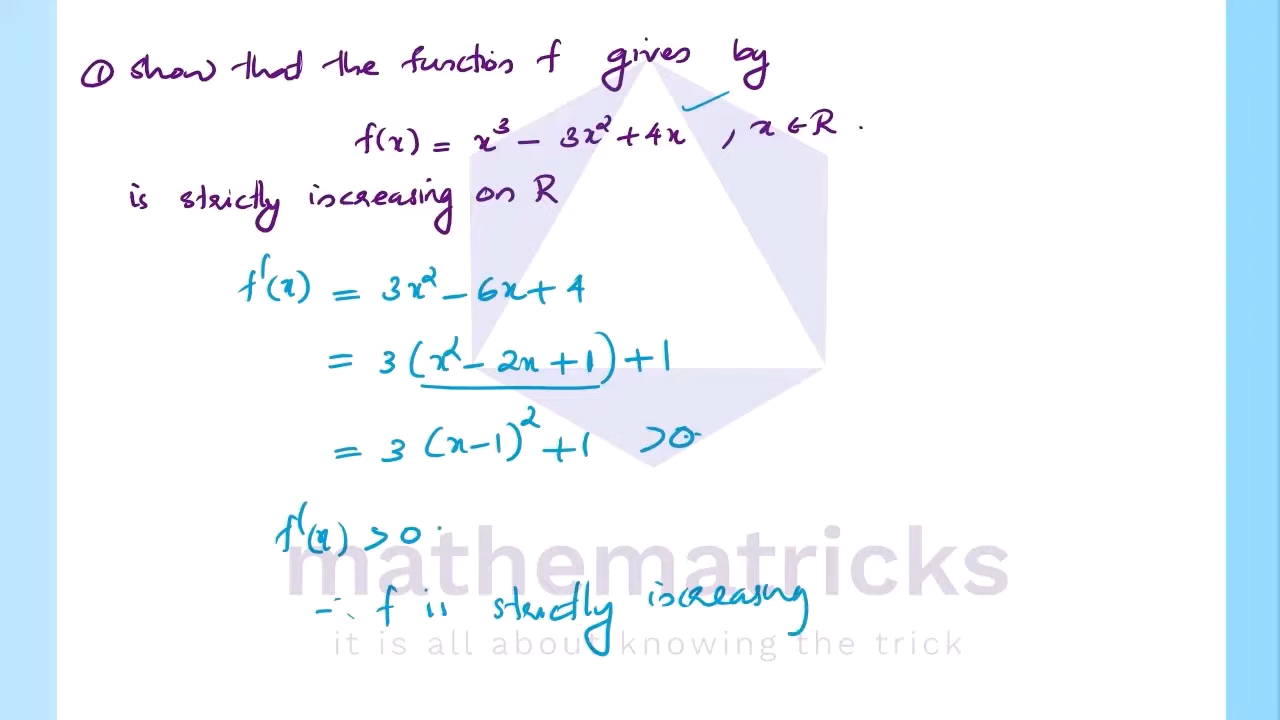 ① show that the function f given by
f(x) = x³ - 3x² + 4x , x ∈ R .
is strictly increasing on R
f'(x) = 3x² - 6x + 4
= 3 (x² - 2x + 1) + 1
= 3 (x-1)² + 1 >0
f'(x) > 0
mathematricks
∴ f is strictly increasing
it is all about knowing the trick